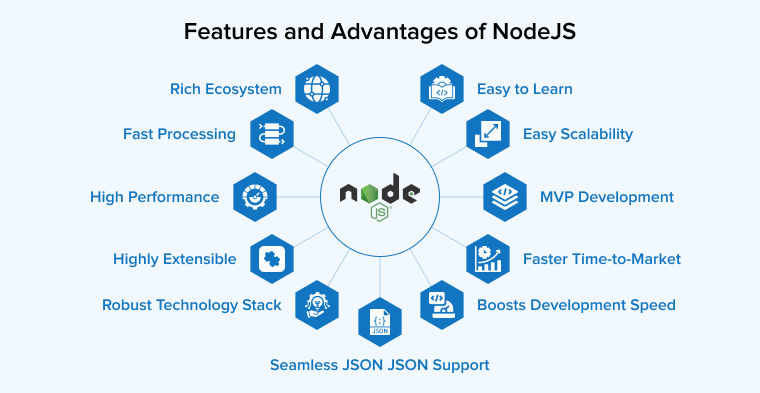 Features and Advantages of NodeJS
Rich Ecosystem
Easy to Learn
Fast Processing
Easy Scalability
High Performance
node
JS
MVP Development
Highly Extensible
Faster Time-to-Market
Robust Technology Stack
Boosts Development Speed
{;}
JSON
Seamless JSON JSON Support